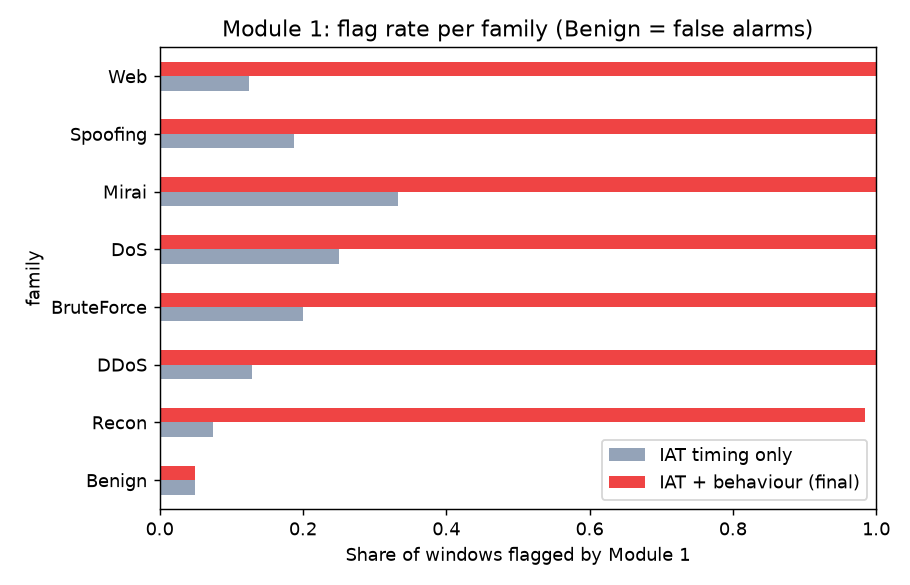 Module 1: flag rate per family (Benign = false alarms)
family
Web
Spoofing
Mirai
DoS
BruteForce
DDoS
Recon
Benign
IAT timing only
IAT + behaviour (final)
0.0 0.2 0.4 0.6 0.8 1.0
Share of windows flagged by Module 1